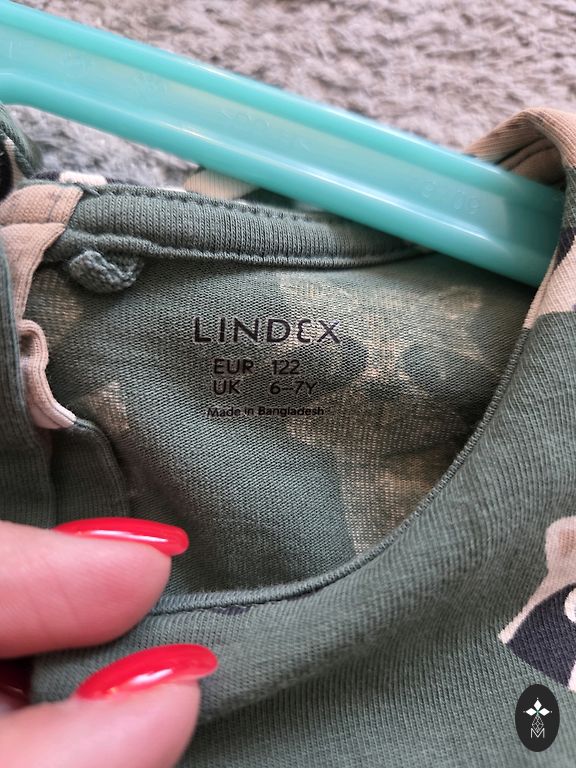 LINDEX
EUR 122
UK 6–7Y
Made in Bangladesh